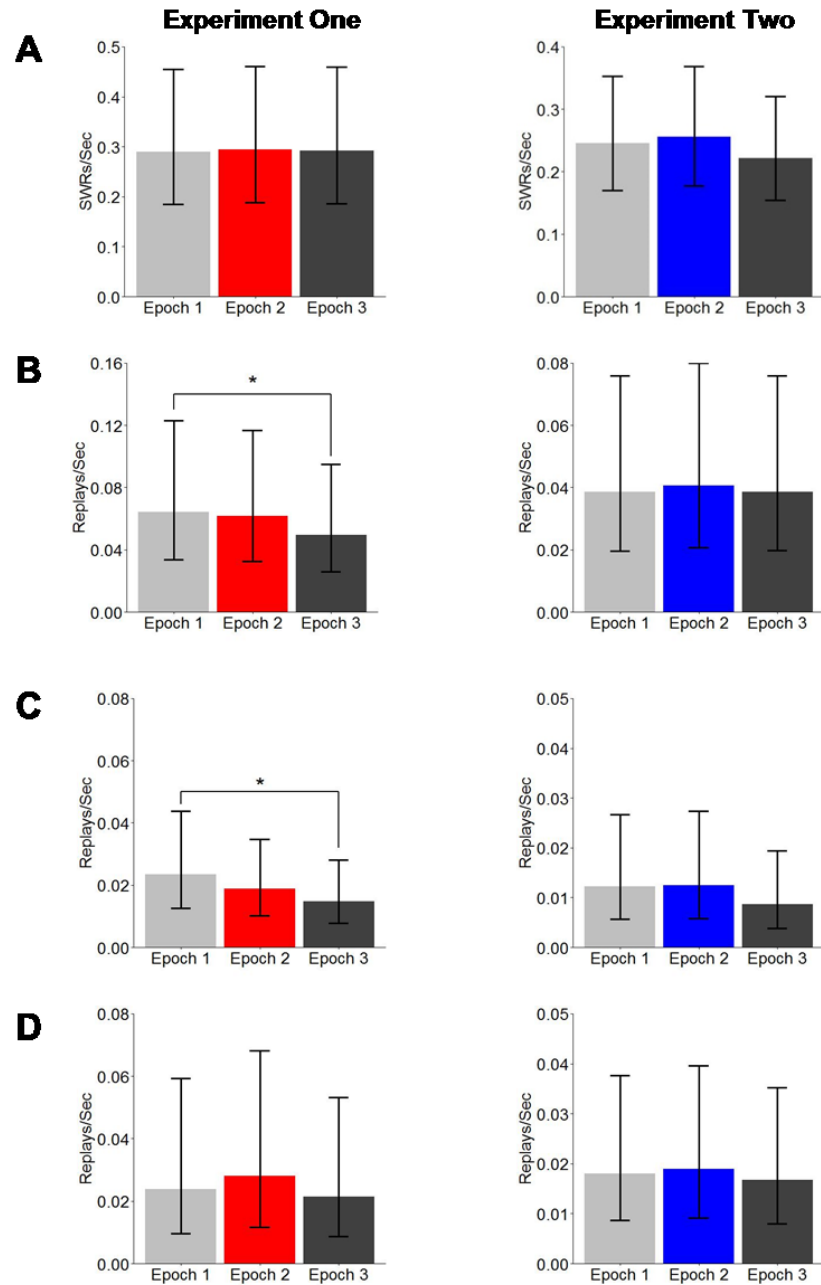 Experiment One
Experiment Two
A
0.5
0.4
0.3
0.2
0.1
0.0
SWRs/Sec
Epoch 1 Epoch 2 Epoch 3
0.4
0.3
0.2
0.1
0.0
SWRs/Sec
Epoch 1 Epoch 2 Epoch 3
B
0.16
0.12
0.08
0.04
0.00
Replays/Sec
*
Epoch 1 Epoch 2 Epoch 3
0.08
0.06
0.04
0.02
0.00
Replays/Sec
Epoch 1 Epoch 2 Epoch 3
C
0.08
0.06
0.04
0.02
0.00
Replays/Sec
*
Epoch 1 Epoch 2 Epoch 3
0.05
0.04
0.03
0.02
0.01
0.00
Replays/Sec
Epoch 1 Epoch 2 Epoch 3
D
0.08
0.06
0.04
0.02
0.00
Replays/Sec
Epoch 1 Epoch 2 Epoch 3
0.05
0.04
0.03
0.02
0.01
0.00
Replays/Sec
Epoch 1 Epoch 2 Epoch 3